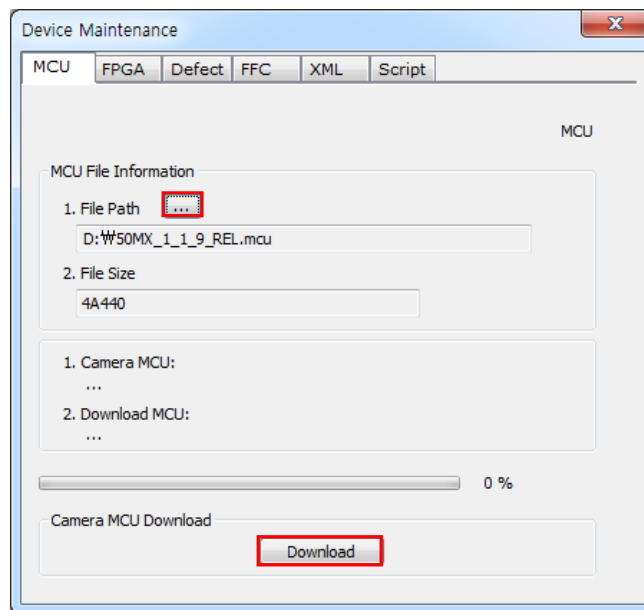 Device Maintenance
MCU FPGA Defect FFC XML Script
MCU
MCU File Information
1. File Path ...
D:₩50MX_1_1_9_REL.mcu
2. File Size
4A440
1. Camera MCU:
...
2. Download MCU:
...
0 %
Camera MCU Download
Download